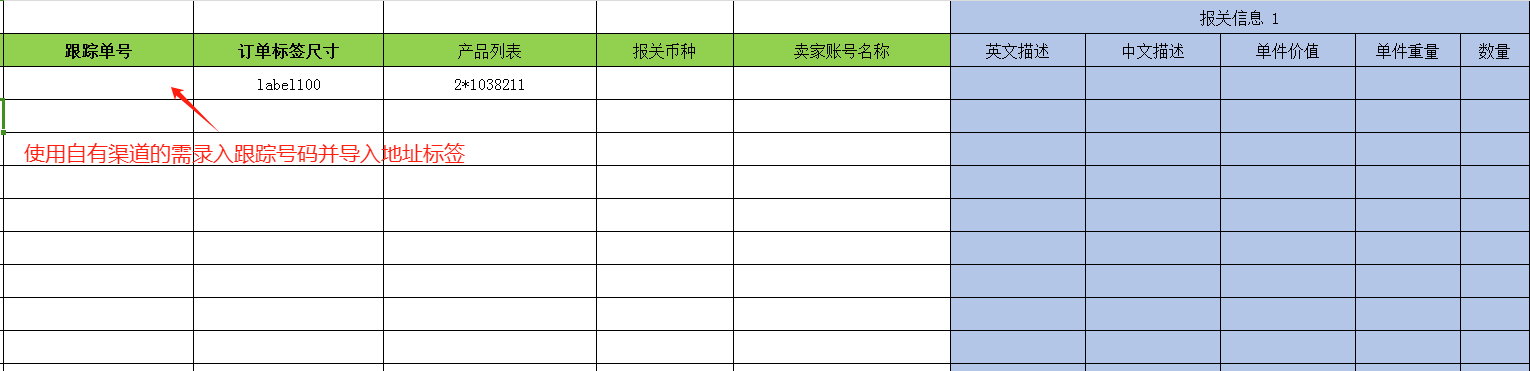 报关信息 1
跟踪单号 订单标签尺寸 产品列表 报关币种 卖家账号名称 英文描述 中文描述 单件价值 单件重量 数量
label100 2*1038211
使用自有渠道的需录入跟踪号码并导入地址标签